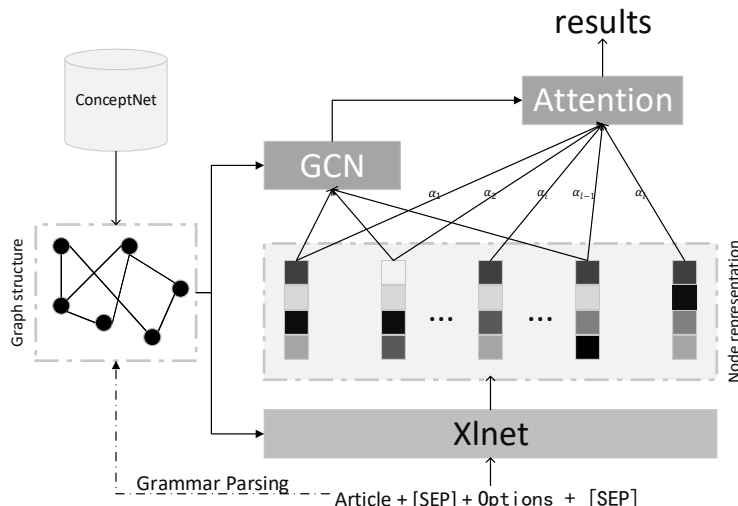 results
ConceptNet
Attention
GCN
α₁
α₂
αᵢ
αₗ₋₁
Graph structure
...
...
Node representation
Xlnet
Grammar Parsing
Article + [SEP] + Options + [SEP]